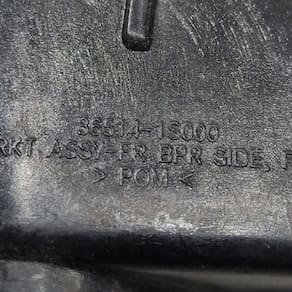 86514-1S000
RKT ASSY-FR BPR SIDE,
> POM <